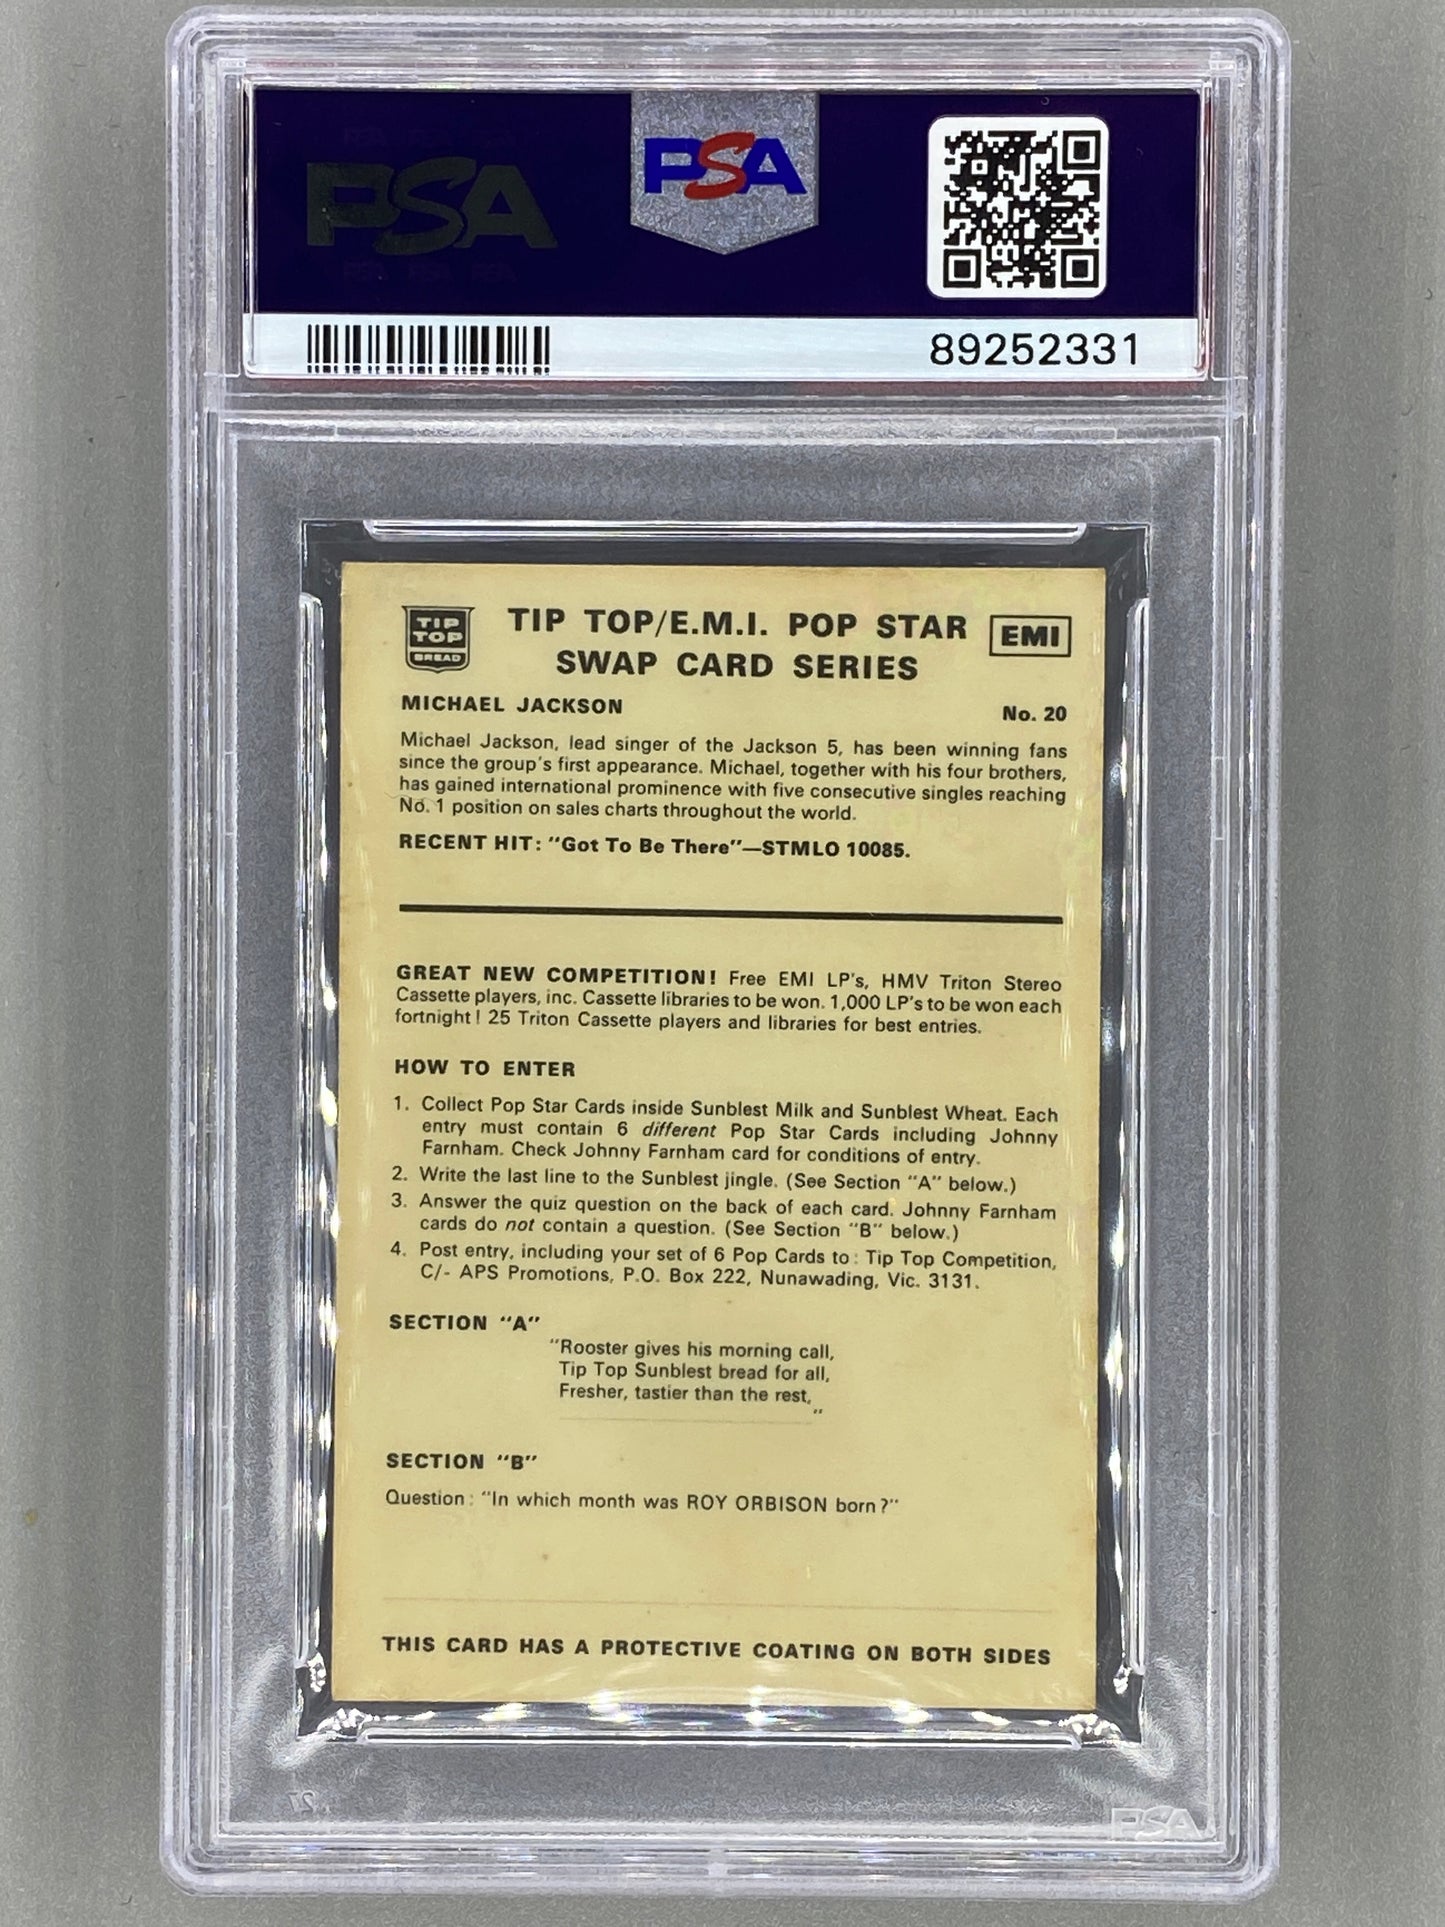 PSA
PSA
89252331
TIP TOP BREAD
TIP TOP/E.M.I. POP STAR
SWAP CARD SERIES
EMI
MICHAEL JACKSON
No. 20
Michael Jackson, lead singer of the Jackson 5, has been winning fans
since the group's first appearance. Michael, together with his four brothers,
has gained international prominence with five consecutive singles reaching
No. 1 position on sales charts throughout the world.
RECENT HIT: "Got To Be There"—STMLO 10085.
GREAT NEW COMPETITION! Free EMI LP's, HMV Triton Stereo
Cassette players, inc. Cassette libraries to be won. 1,000 LP's to be won each
fortnight! 25 Triton Cassette players and libraries for best entries.
HOW TO ENTER
1. Collect Pop Star Cards inside Sunblest Milk and Sunblest Wheat. Each
entry must contain 6 different Pop Star Cards including Johnny
Farnham. Check Johnny Farnham card for conditions of entry.
2. Write the last line to the Sunblest jingle. (See Section "A" below.)
3. Answer the quiz question on the back of each card. Johnny Farnham
cards do not contain a question. (See Section "B" below.)
4. Post entry, including your set of 6 Pop Cards to: Tip Top Competition,
C/- APS Promotions, P.O. Box 222, Nunawading, Vic. 3131.
SECTION "A"
"Rooster gives his morning call,
Tip Top Sunblest bread for all,
Fresher, tastier than the rest,
"
SECTION "B"
Question: "In which month was ROY ORBISON born?"
THIS CARD HAS A PROTECTIVE COATING ON BOTH SIDES
PSA